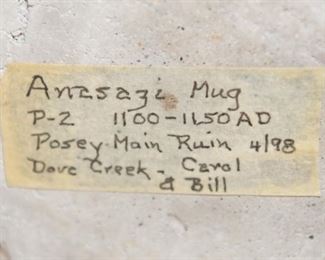 Anasazi Mug
P-2 1100-1150 AD
Posey Main Ruin 4/98
Dove Creek - Carol
& Bill